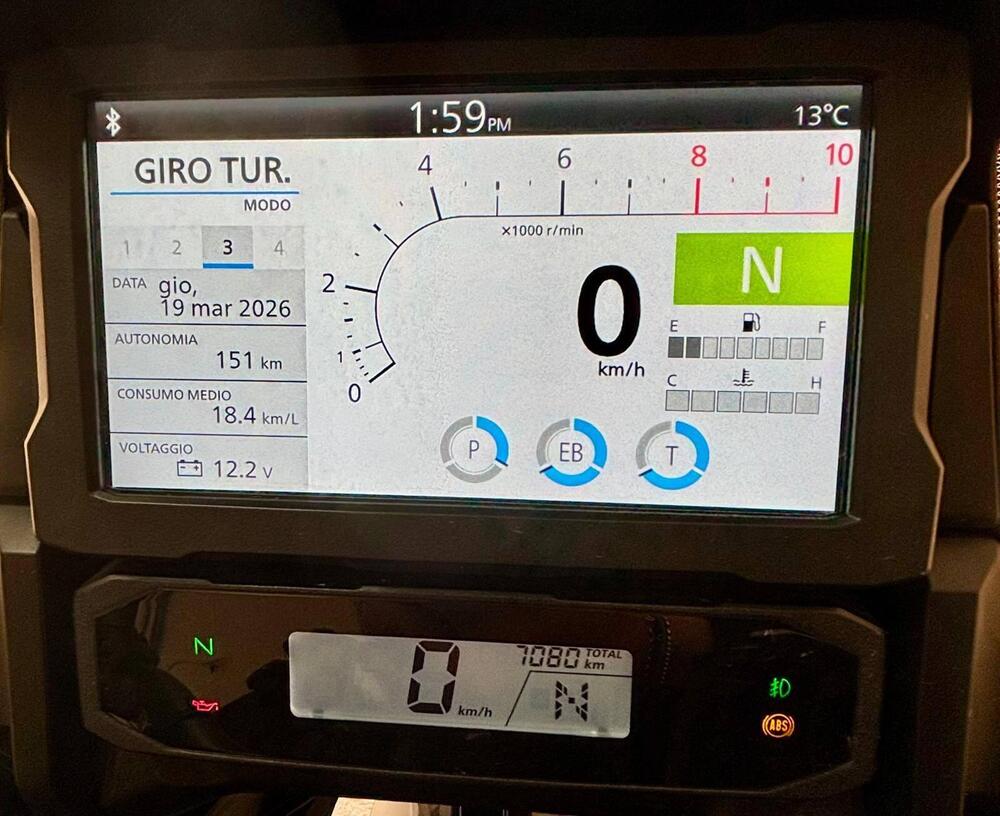 1:59 PM
13°C
GIRO TUR.
MODO
1 2 3 4
DATA gio,
19 mar 2026
AUTONOMIA
151 km
CONSUMO MEDIO
18.4 km/L
VOLTAGGIO
12.2 V
0 1 2 4 6 8 10
×1000 r/min
N
0
km/h
E F
C H
P EB T
N
0 km/h
7080 TOTAL km
N
ABS